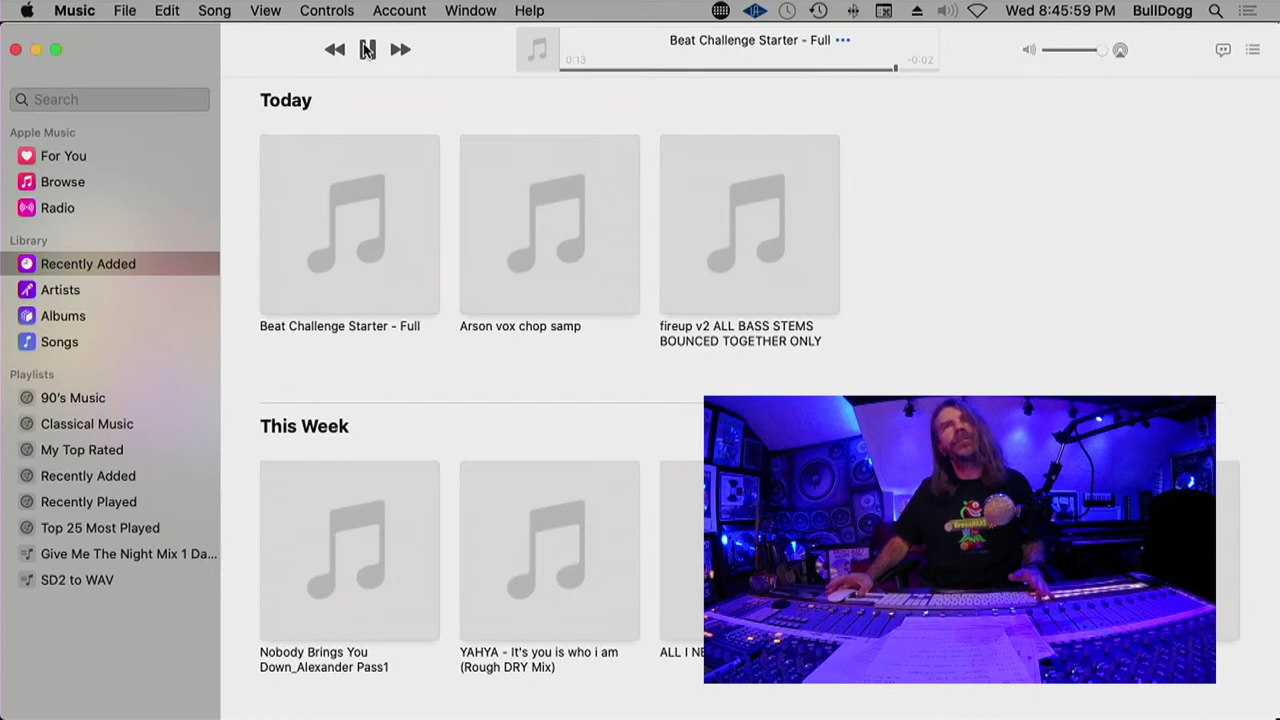 Music File Edit Song View Controls Account Window Help Wed 8:45:59 PM BullDogg
Beat Challenge Starter - Full •••
0:13 -0:02
Search
Apple Music
For You
Browse
Radio
Library
Recently Added
Artists
Albums
Songs
Playlists
90's Music
Classical Music
My Top Rated
Recently Added
Recently Played
Top 25 Most Played
Give Me The Night Mix 1 Da...
SD2 to WAV
Today
Beat Challenge Starter - Full
Arson vox chop samp
fireup v2 ALL BASS STEMS
BOUNCED TOGETHER ONLY
This Week
Nobody Brings You
Down_Alexander Pass1
YAHYA - It's you is who i am
(Rough DRY Mix)
ALL I NE